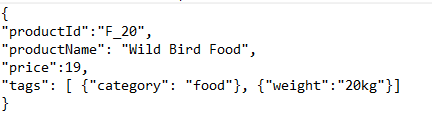 {
"productId":"F_20",
"productName": "Wild Bird Food",
"price":19,
"tags": [ {"category": "food"}, {"weight":"20kg"}]
}